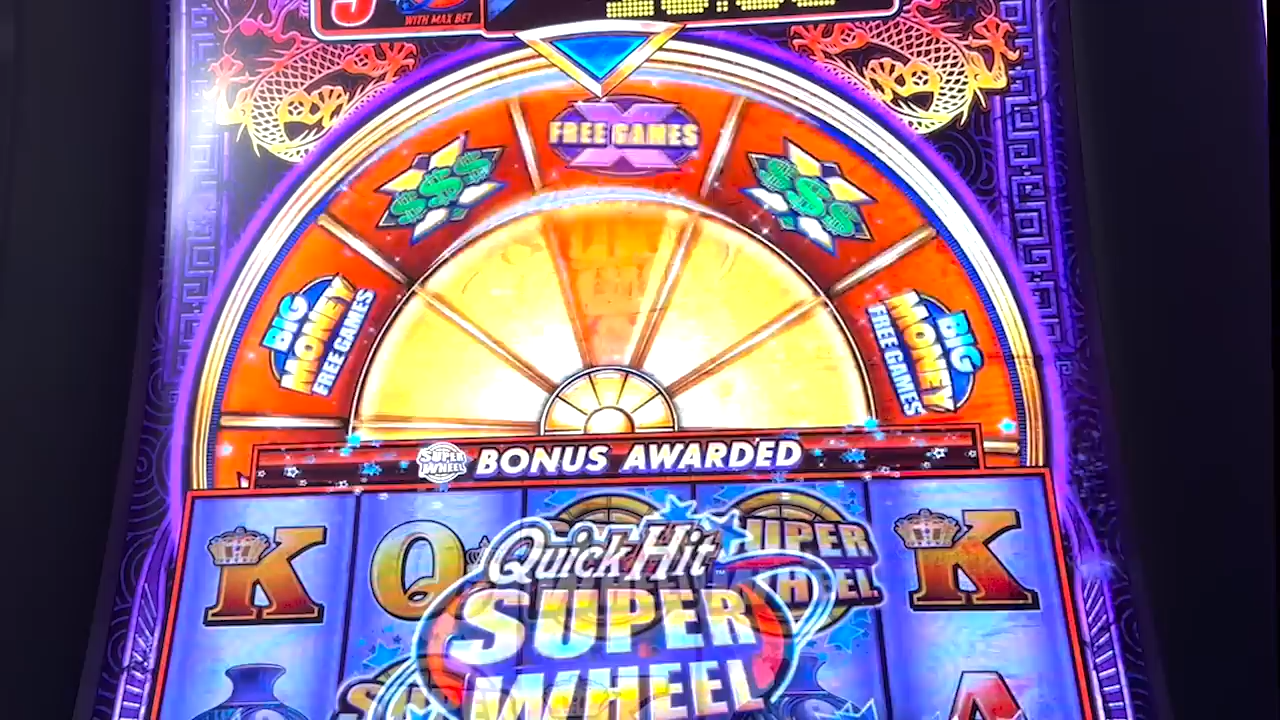 WITH MAX BET
FREE GAMES
X
$$$
$$$
BIG
MONEY
FREE GAMES
BIG
MONEY
FREE GAMES
SUPER
WHEEL
BONUS AWARDED
K
Q
SUPER
WHEEL
K
Quick Hit
SUPER
WHEEL
A